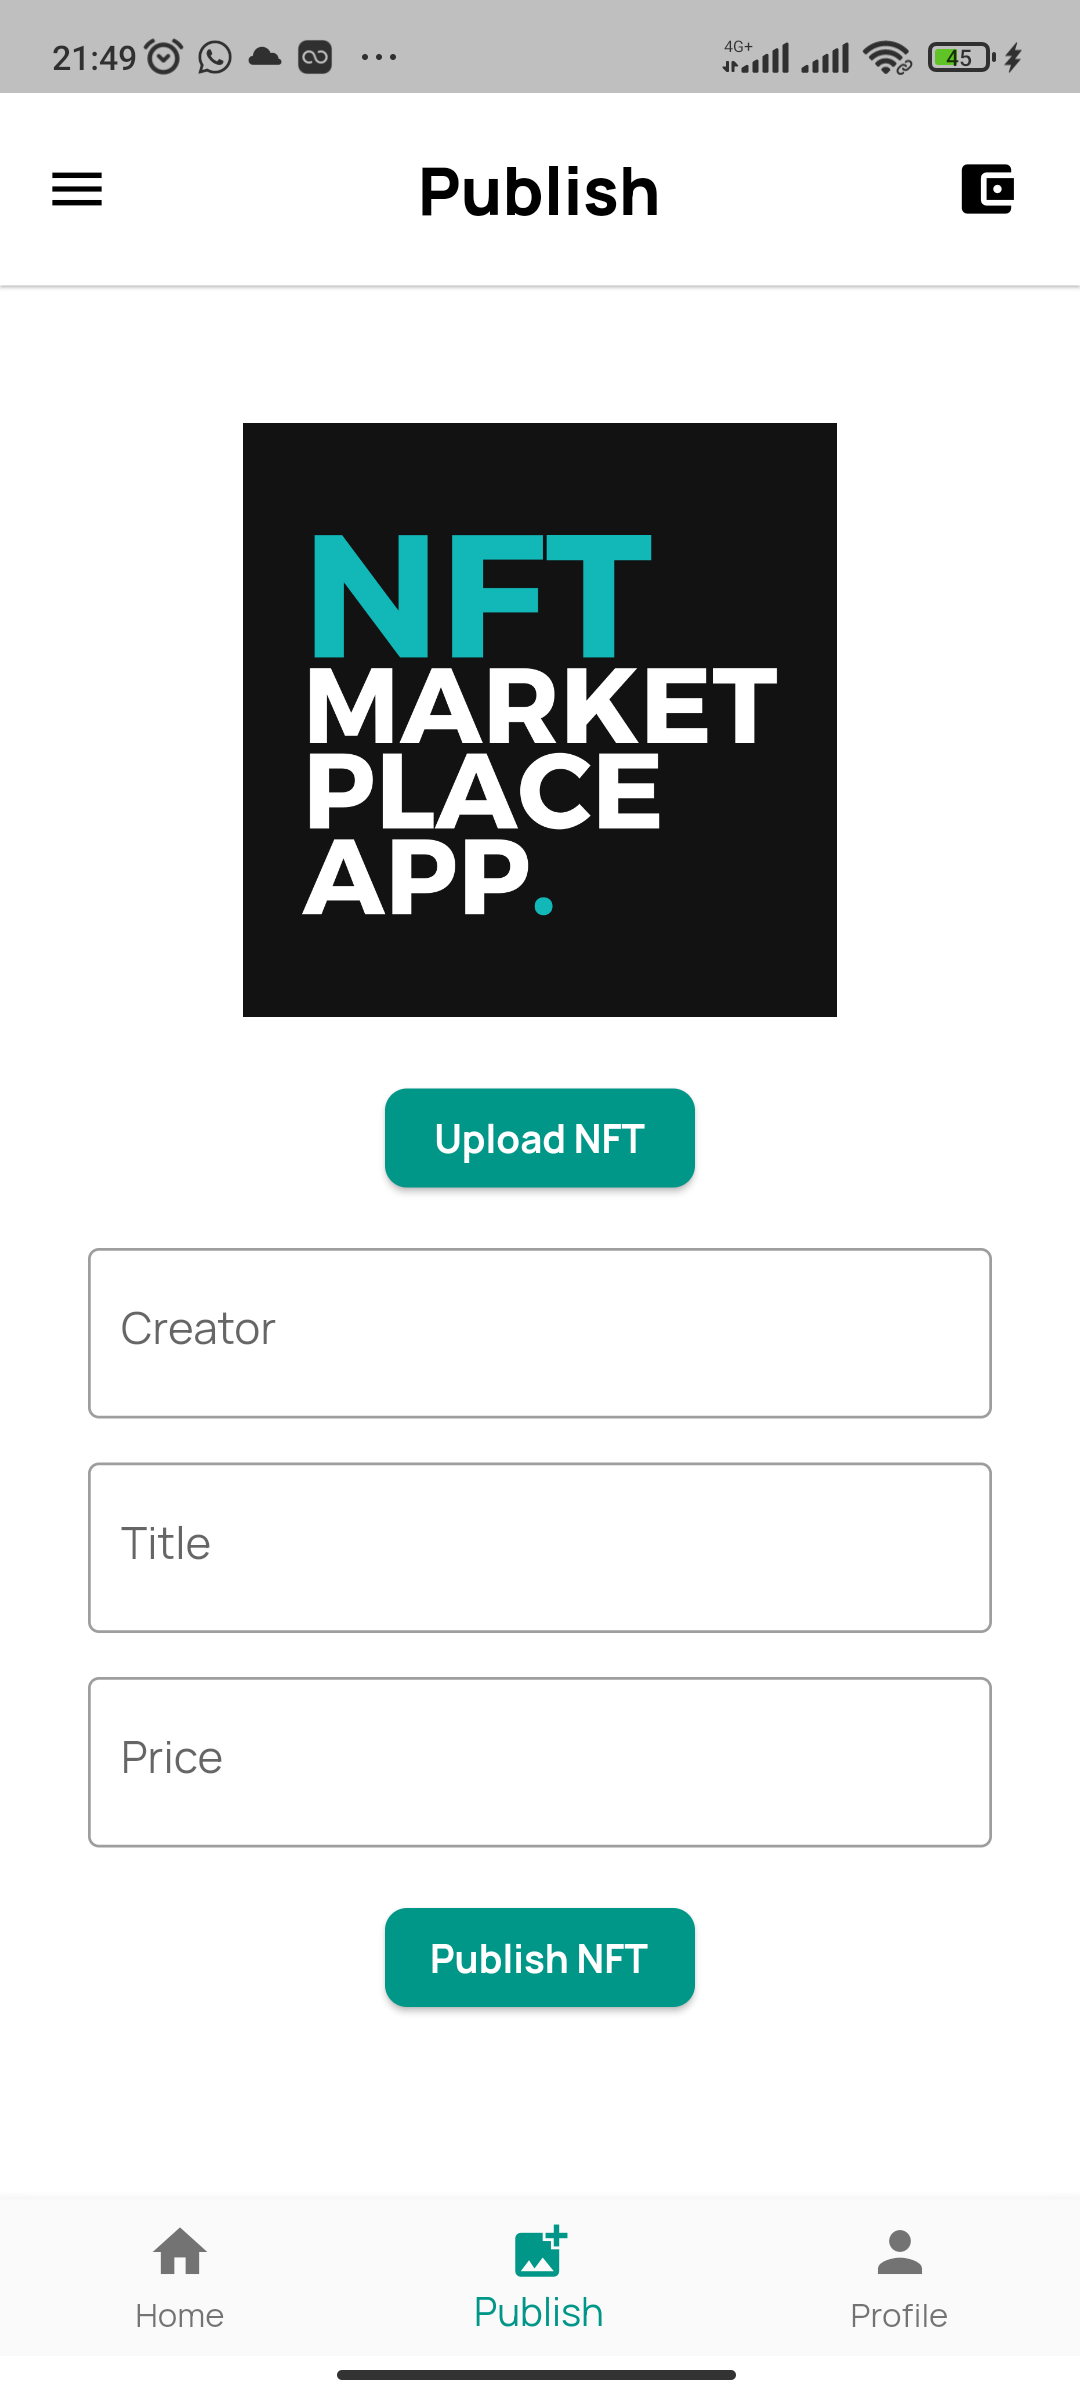 21:49
4G+
45
Publish
NFT
MARKET
PLACE
APP.
Upload NFT
Creator
Title
Price
Publish NFT
Home
Publish
Profile